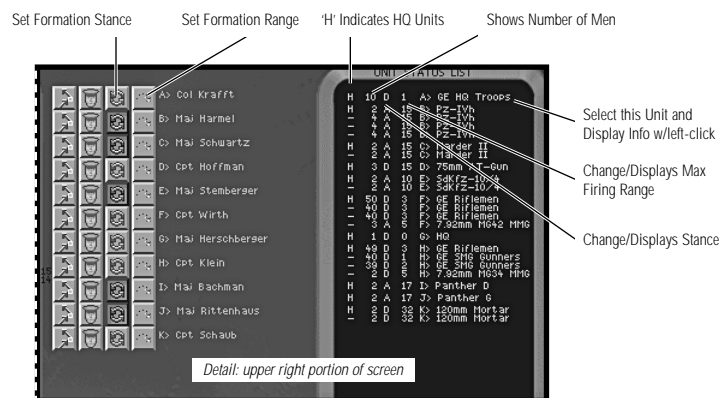 Set Formation Stance
Set Formation Range
'H' Indicates HQ Units
Shows Number of Men
UNIT STATUS LIST
A> Col Krafft
B> Maj Harmel
C> Maj Schwartz
D> Cpt Hoffman
E> Maj Stemberger
F> Cpt Wirth
G> Maj Herschberger
H> Cpt Klein
I> Maj Bachman
J> Maj Rittenhaus
K> Cpt Schaub
15
14
H 10 D 1 A> GE HQ Troops
H 2 A 15 B> Pz-IVh
- 4 A 15 B> Pz-IVh
- 4 A 15 B> Pz-IVh
H 2 A 15 C> Marder II
- 2 A 15 C> Marder II
H 3 D 15 D> 75mm AT-Gun
H 2 A 10 E> SdKfz-10/4
- 2 A 10 E> SdKfz-10/4
H 50 D 3 F> GE Riflemen
- 40 D 3 F> GE Riflemen
- 40 D 3 F> GE Riflemen
- 3 A 5 F> 7.92mm MG42 MMG
H 1 D 0 G> HQ
H 49 D 3 H> GE Riflemen
- 40 D H> GE SMG Gunners
- 39 D H> GE SMG Gunners
- 2 D 5 H> 7.92mm MG34 MMG
H 2 A 17 I> Panther D
H 2 A 17 J> Panther G
H 2 D 32 K> 120mm Mortar
- 2 D 32 K> 120mm Mortar
Select this Unit and
Display Info w/left-click
Change/Displays Max
Firing Range
Change/Displays Stance
Detail: upper right portion of screen